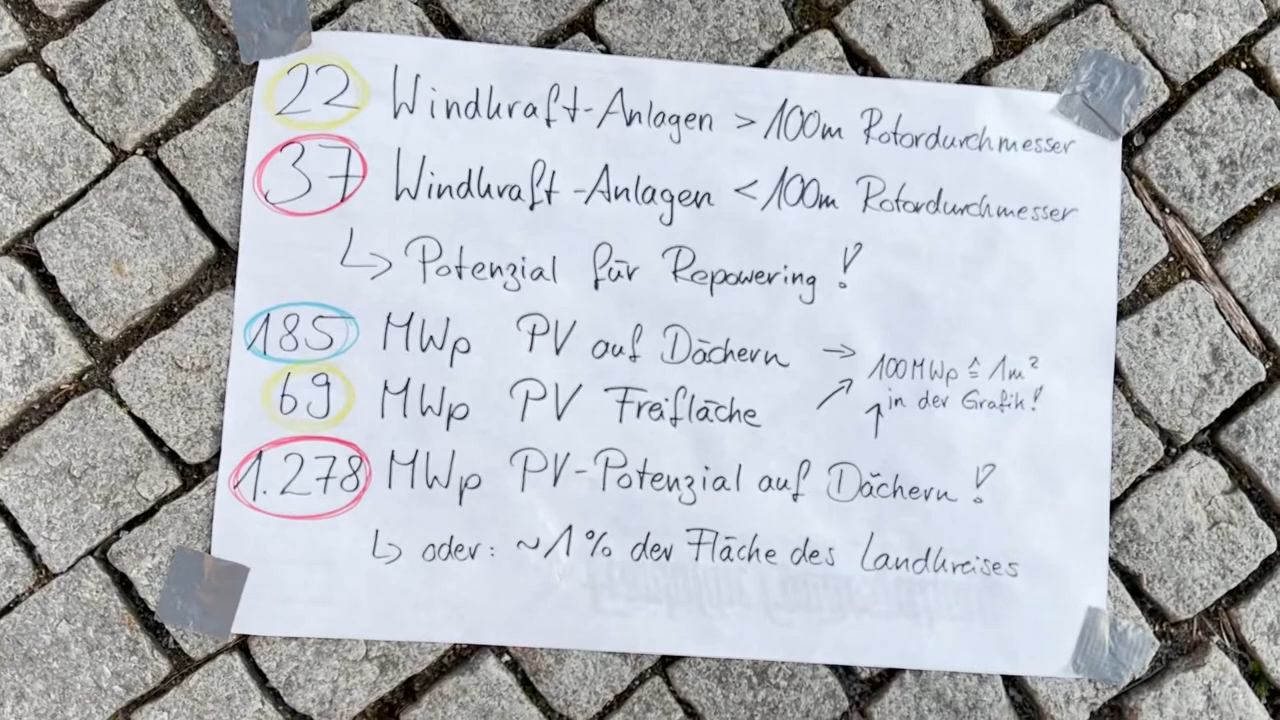 22 Windkraft-Anlagen > 100m Rotordurchmesser
37 Windkraft-Anlagen < 100m Rotordurchmesser
↳ Potenzial für Repowering!
185 MWp PV auf Dächern → 100MWp ≙ 1m²
69 MWp PV Freifläche ↗ ↑ in der Grafik!
1.278 MWp PV-Potenzial auf Dächern!
↳ oder: ~1% der Fläche des Landkreises